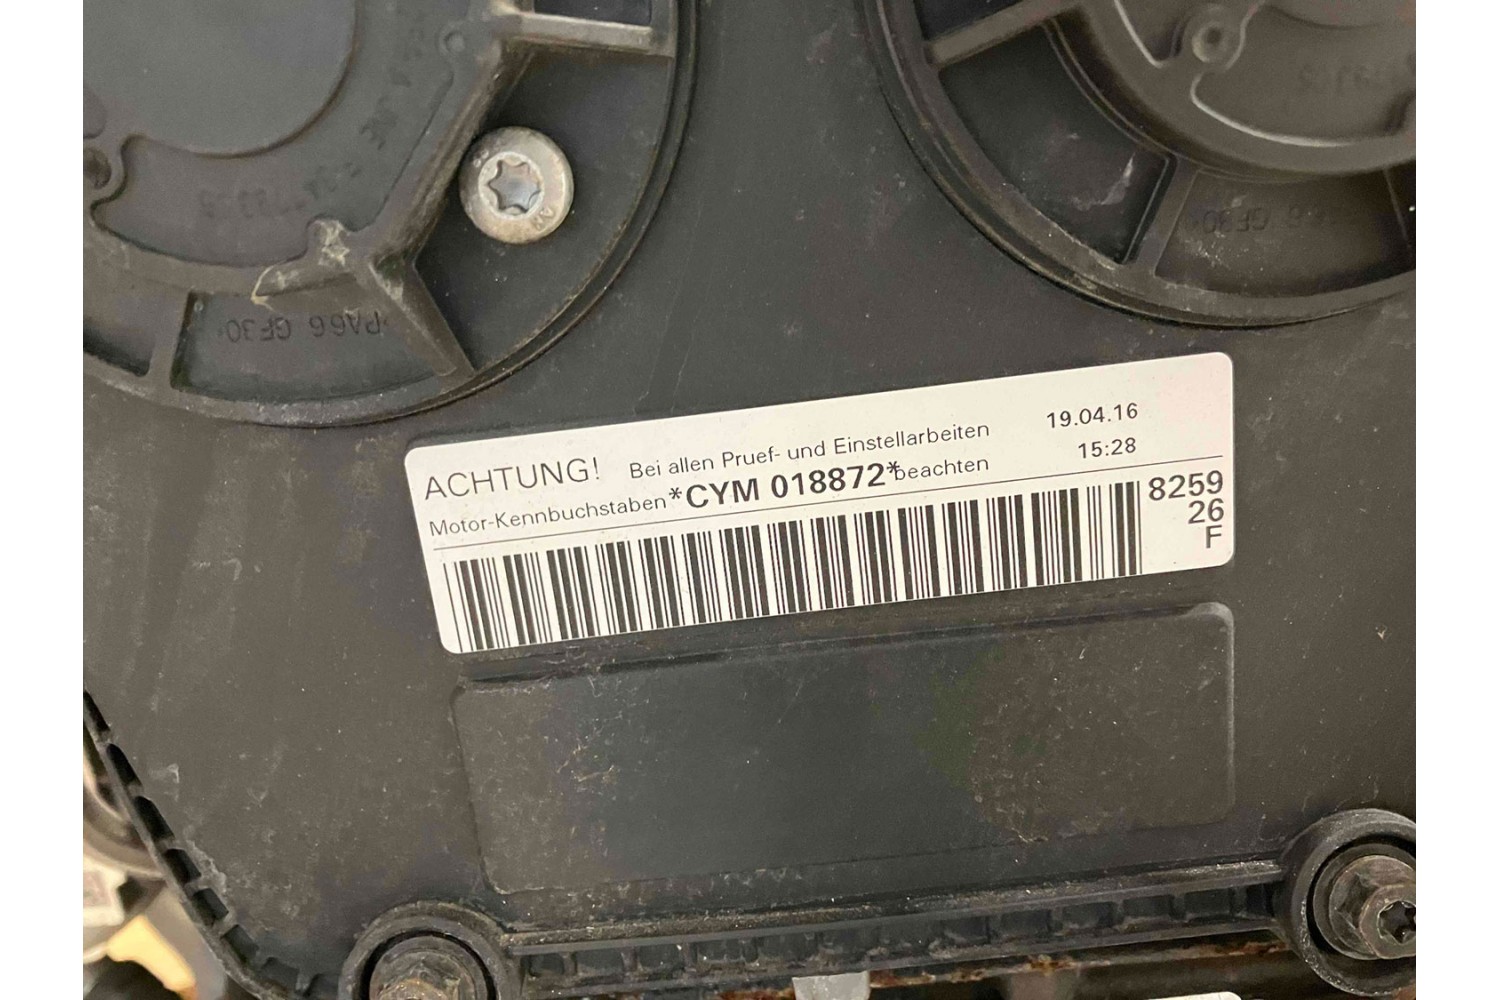 PA66 GF30
ACHTUNG! Bei allen Pruef- und Einstellarbeiten 19.04.16
Motor-Kennbuchstaben *CYM 018872* beachten 15:28
8259
26
F